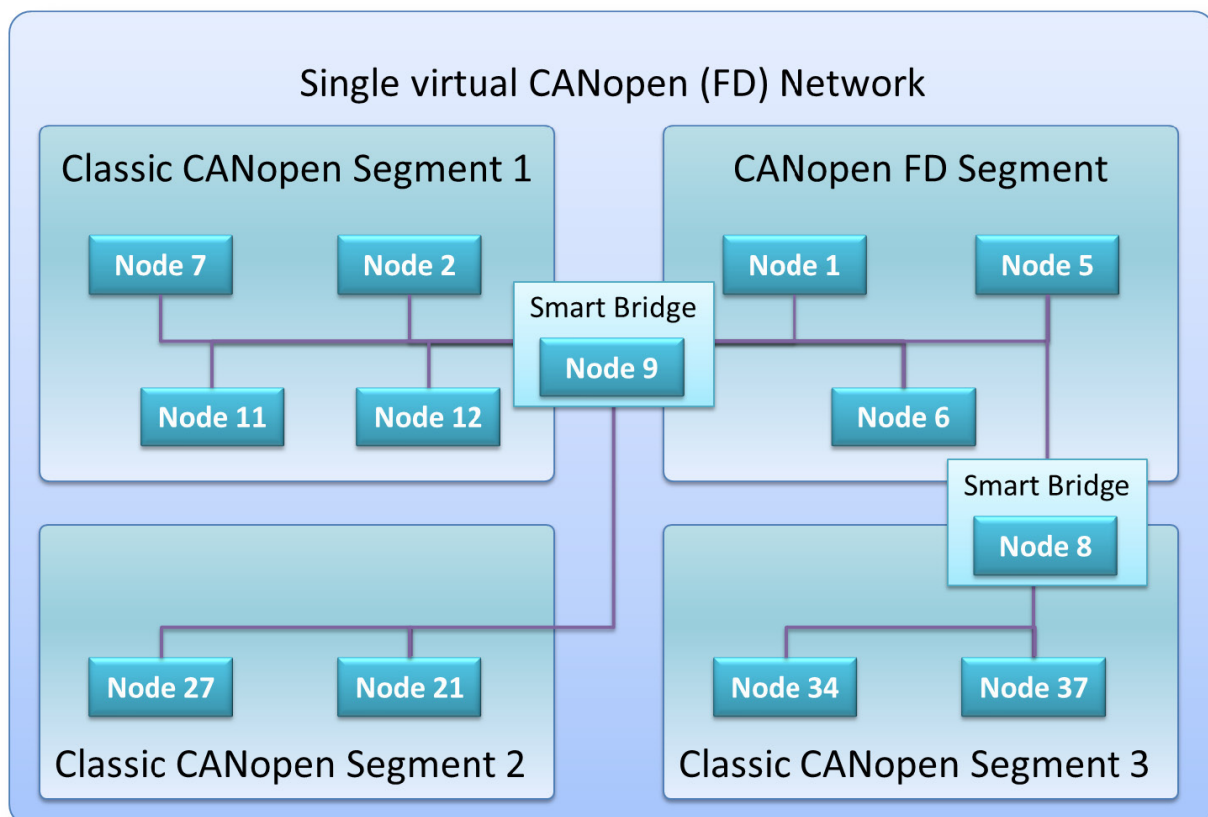 Single virtual CANopen (FD) Network
Classic CANopen Segment 1
Node 7
Node 2
Node 11
Node 12
Smart Bridge
Node 9
CANopen FD Segment
Node 1
Node 5
Node 6
Smart Bridge
Node 8
Node 27
Node 21
Classic CANopen Segment 2
Node 34
Node 37
Classic CANopen Segment 3